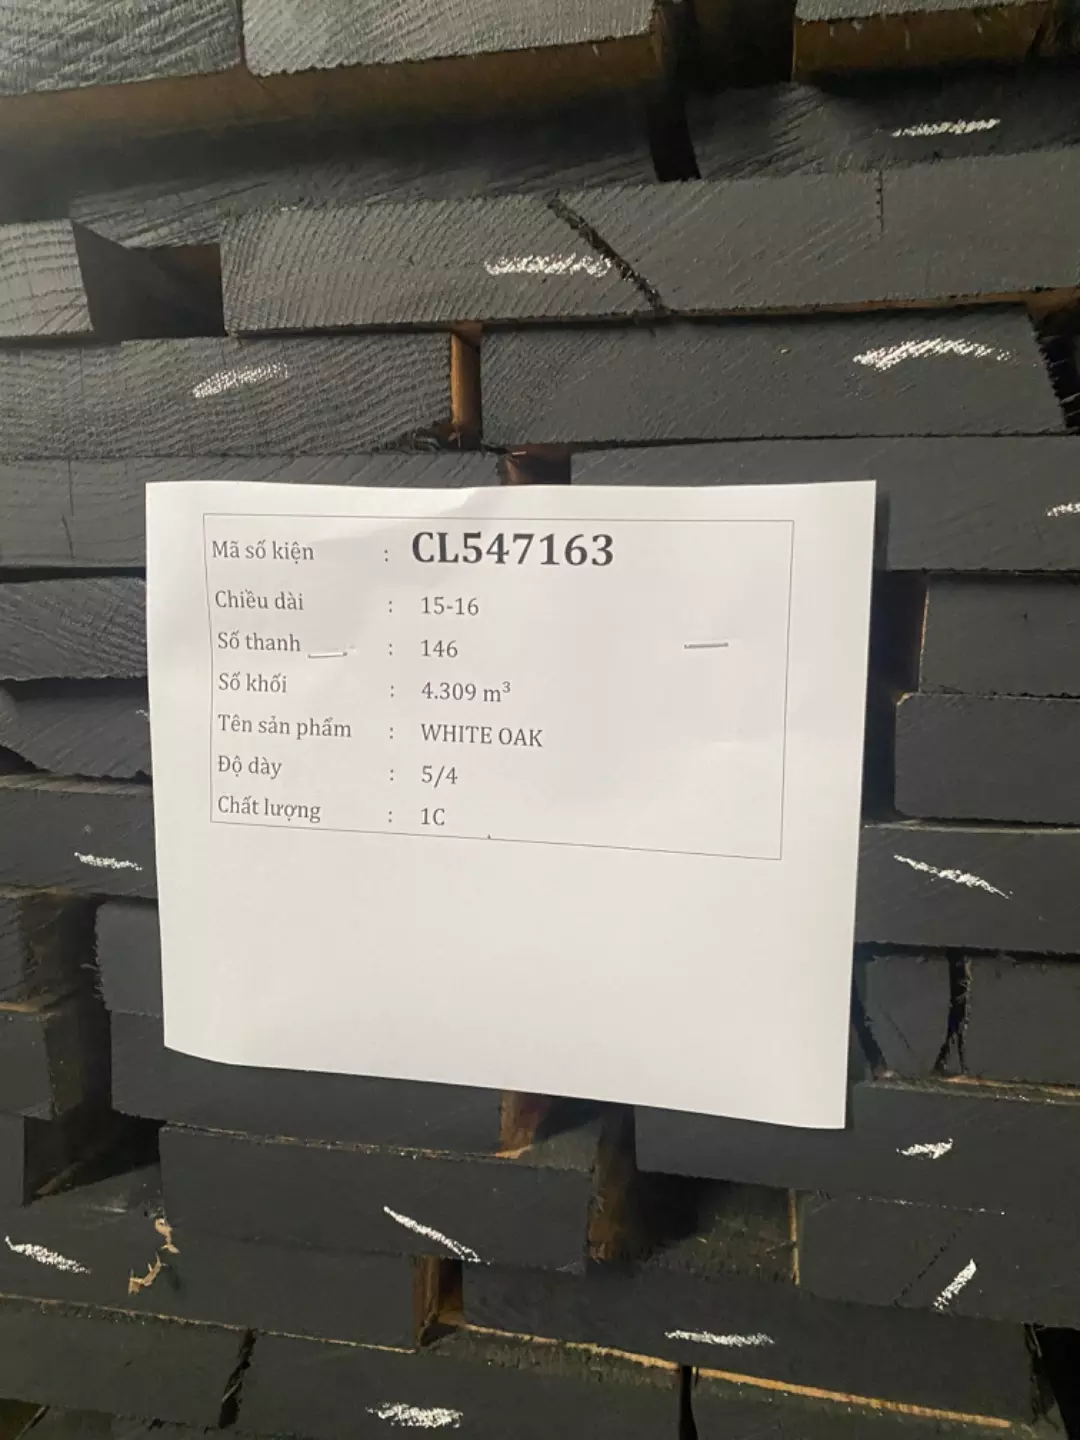 Mã số kiện : CL547163
Chiều dài : 15-16
Số thanh : 146
Số khối : 4.309 m³
Tên sản phẩm : WHITE OAK
Độ dày : 5/4
Chất lượng : 1C